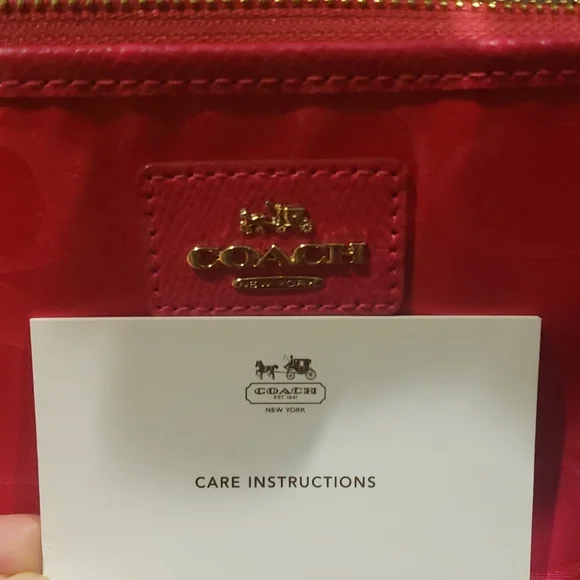 COACH
NEW YORK
COACH
EST. 1941
NEW YORK
CARE INSTRUCTIONS